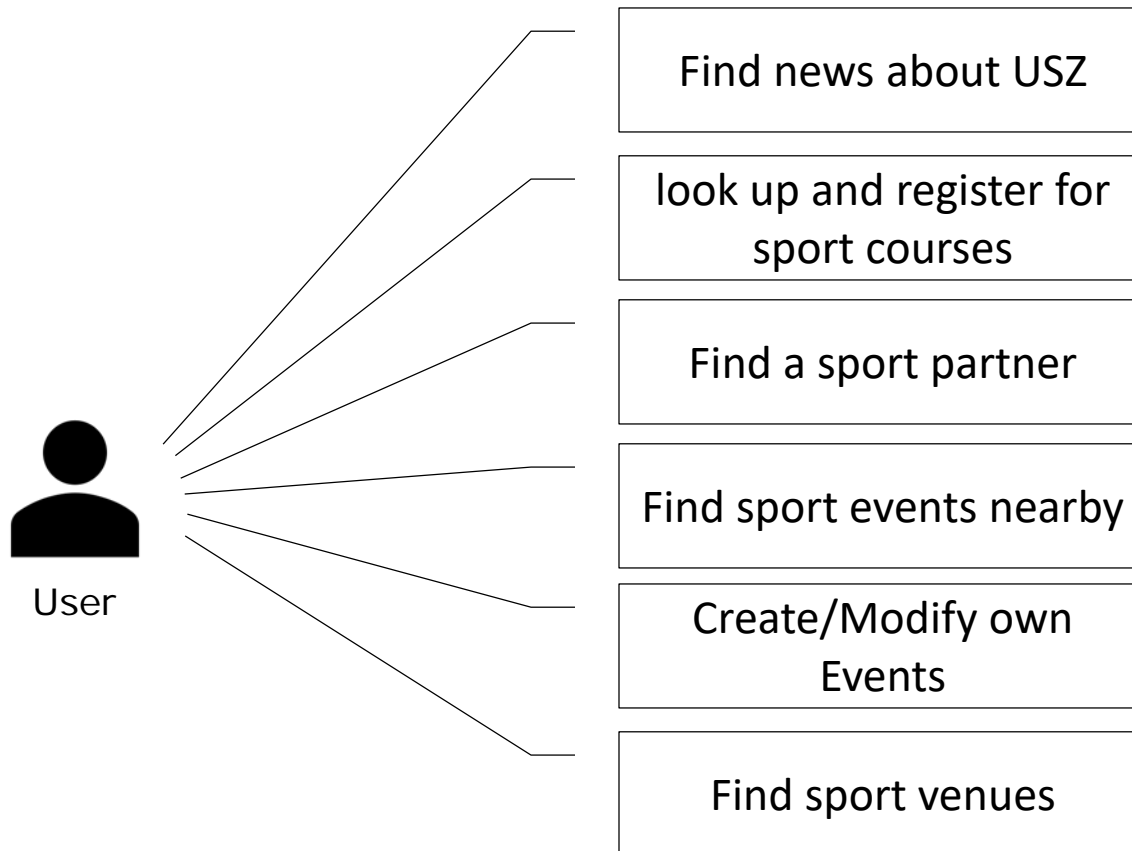 Find news about USZ
look up and register for
sport courses
Find a sport partner
Find sport events nearby
User
Create/Modify own
Events
Find sport venues